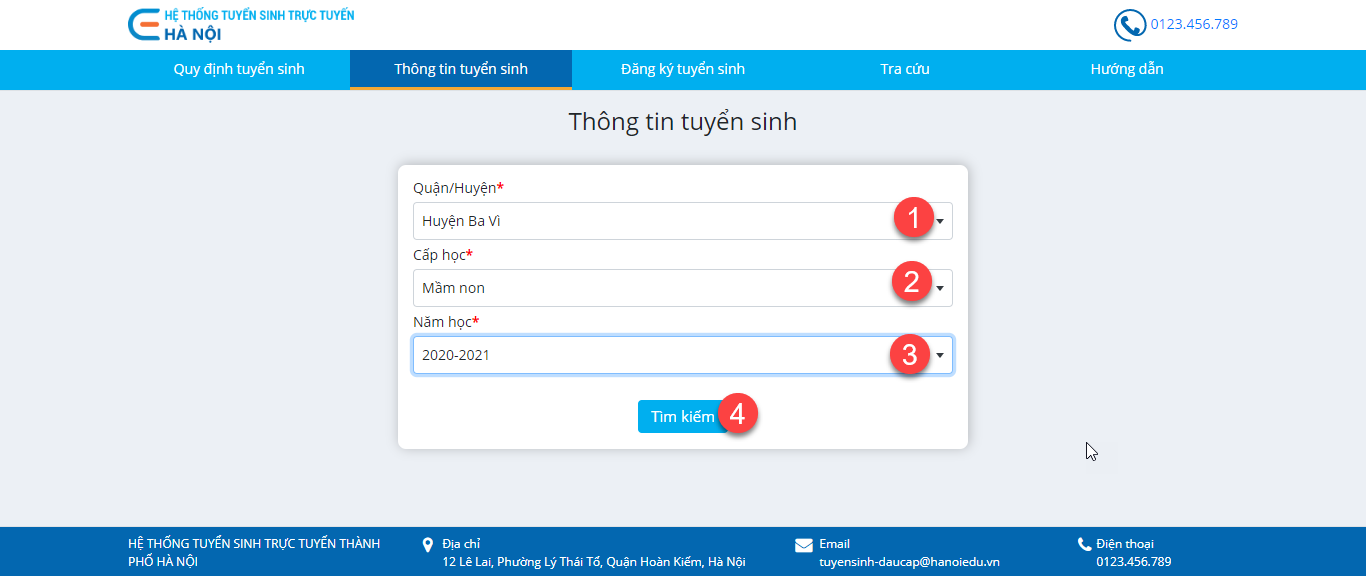 HỆ THỐNG TUYỂN SINH TRỰC TUYẾN
HÀ NỘI
0123.456.789
Quy định tuyển sinh
Thông tin tuyển sinh
Đăng ký tuyển sinh
Tra cứu
Hướng dẫn
Thông tin tuyển sinh
Quận/Huyện*
Huyện Ba Vì
1
Cấp học*
Mầm non
2
Năm học*
2020-2021
3
Tìm kiếm
4
HỆ THỐNG TUYỂN SINH TRỰC TUYẾN THÀNH
PHỐ HÀ NỘI
Địa chỉ
12 Lê Lai, Phường Lý Thái Tổ, Quận Hoàn Kiếm, Hà Nội
Email
tuyensinh-daucap@hanoiedu.vn
Điện thoại
0123.456.789